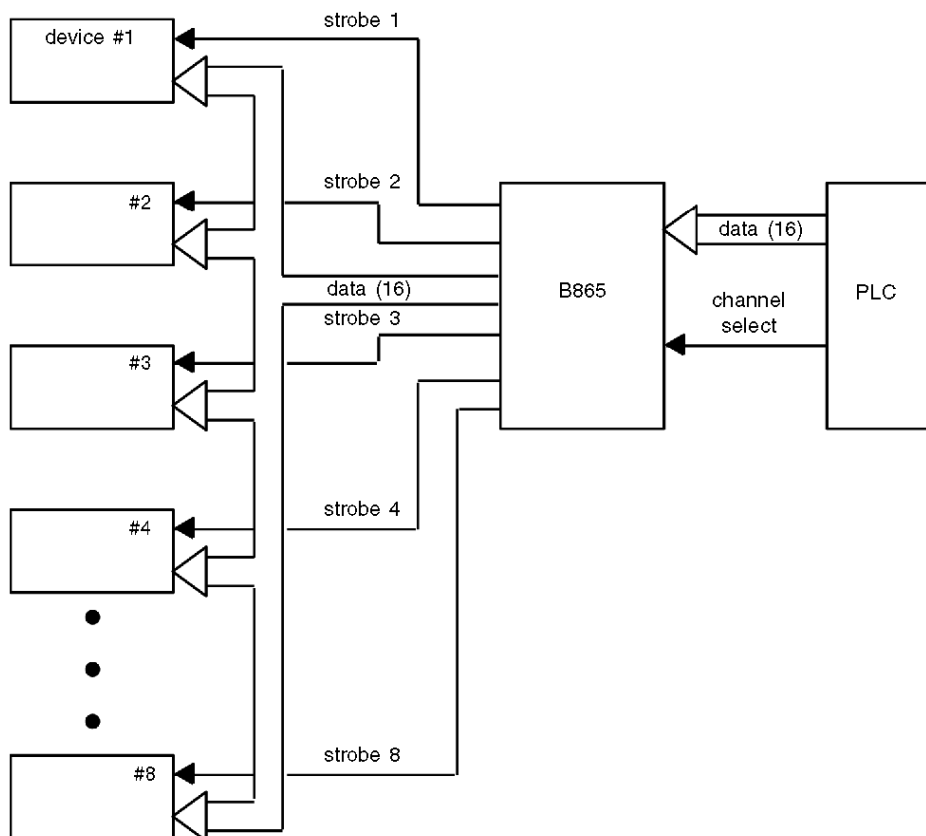 strobe 1
device #1
strobe 2
#2
data (16)
B865
PLC
data (16)
channel
select
strobe 3
#3
strobe 4
#4
strobe 8
#8